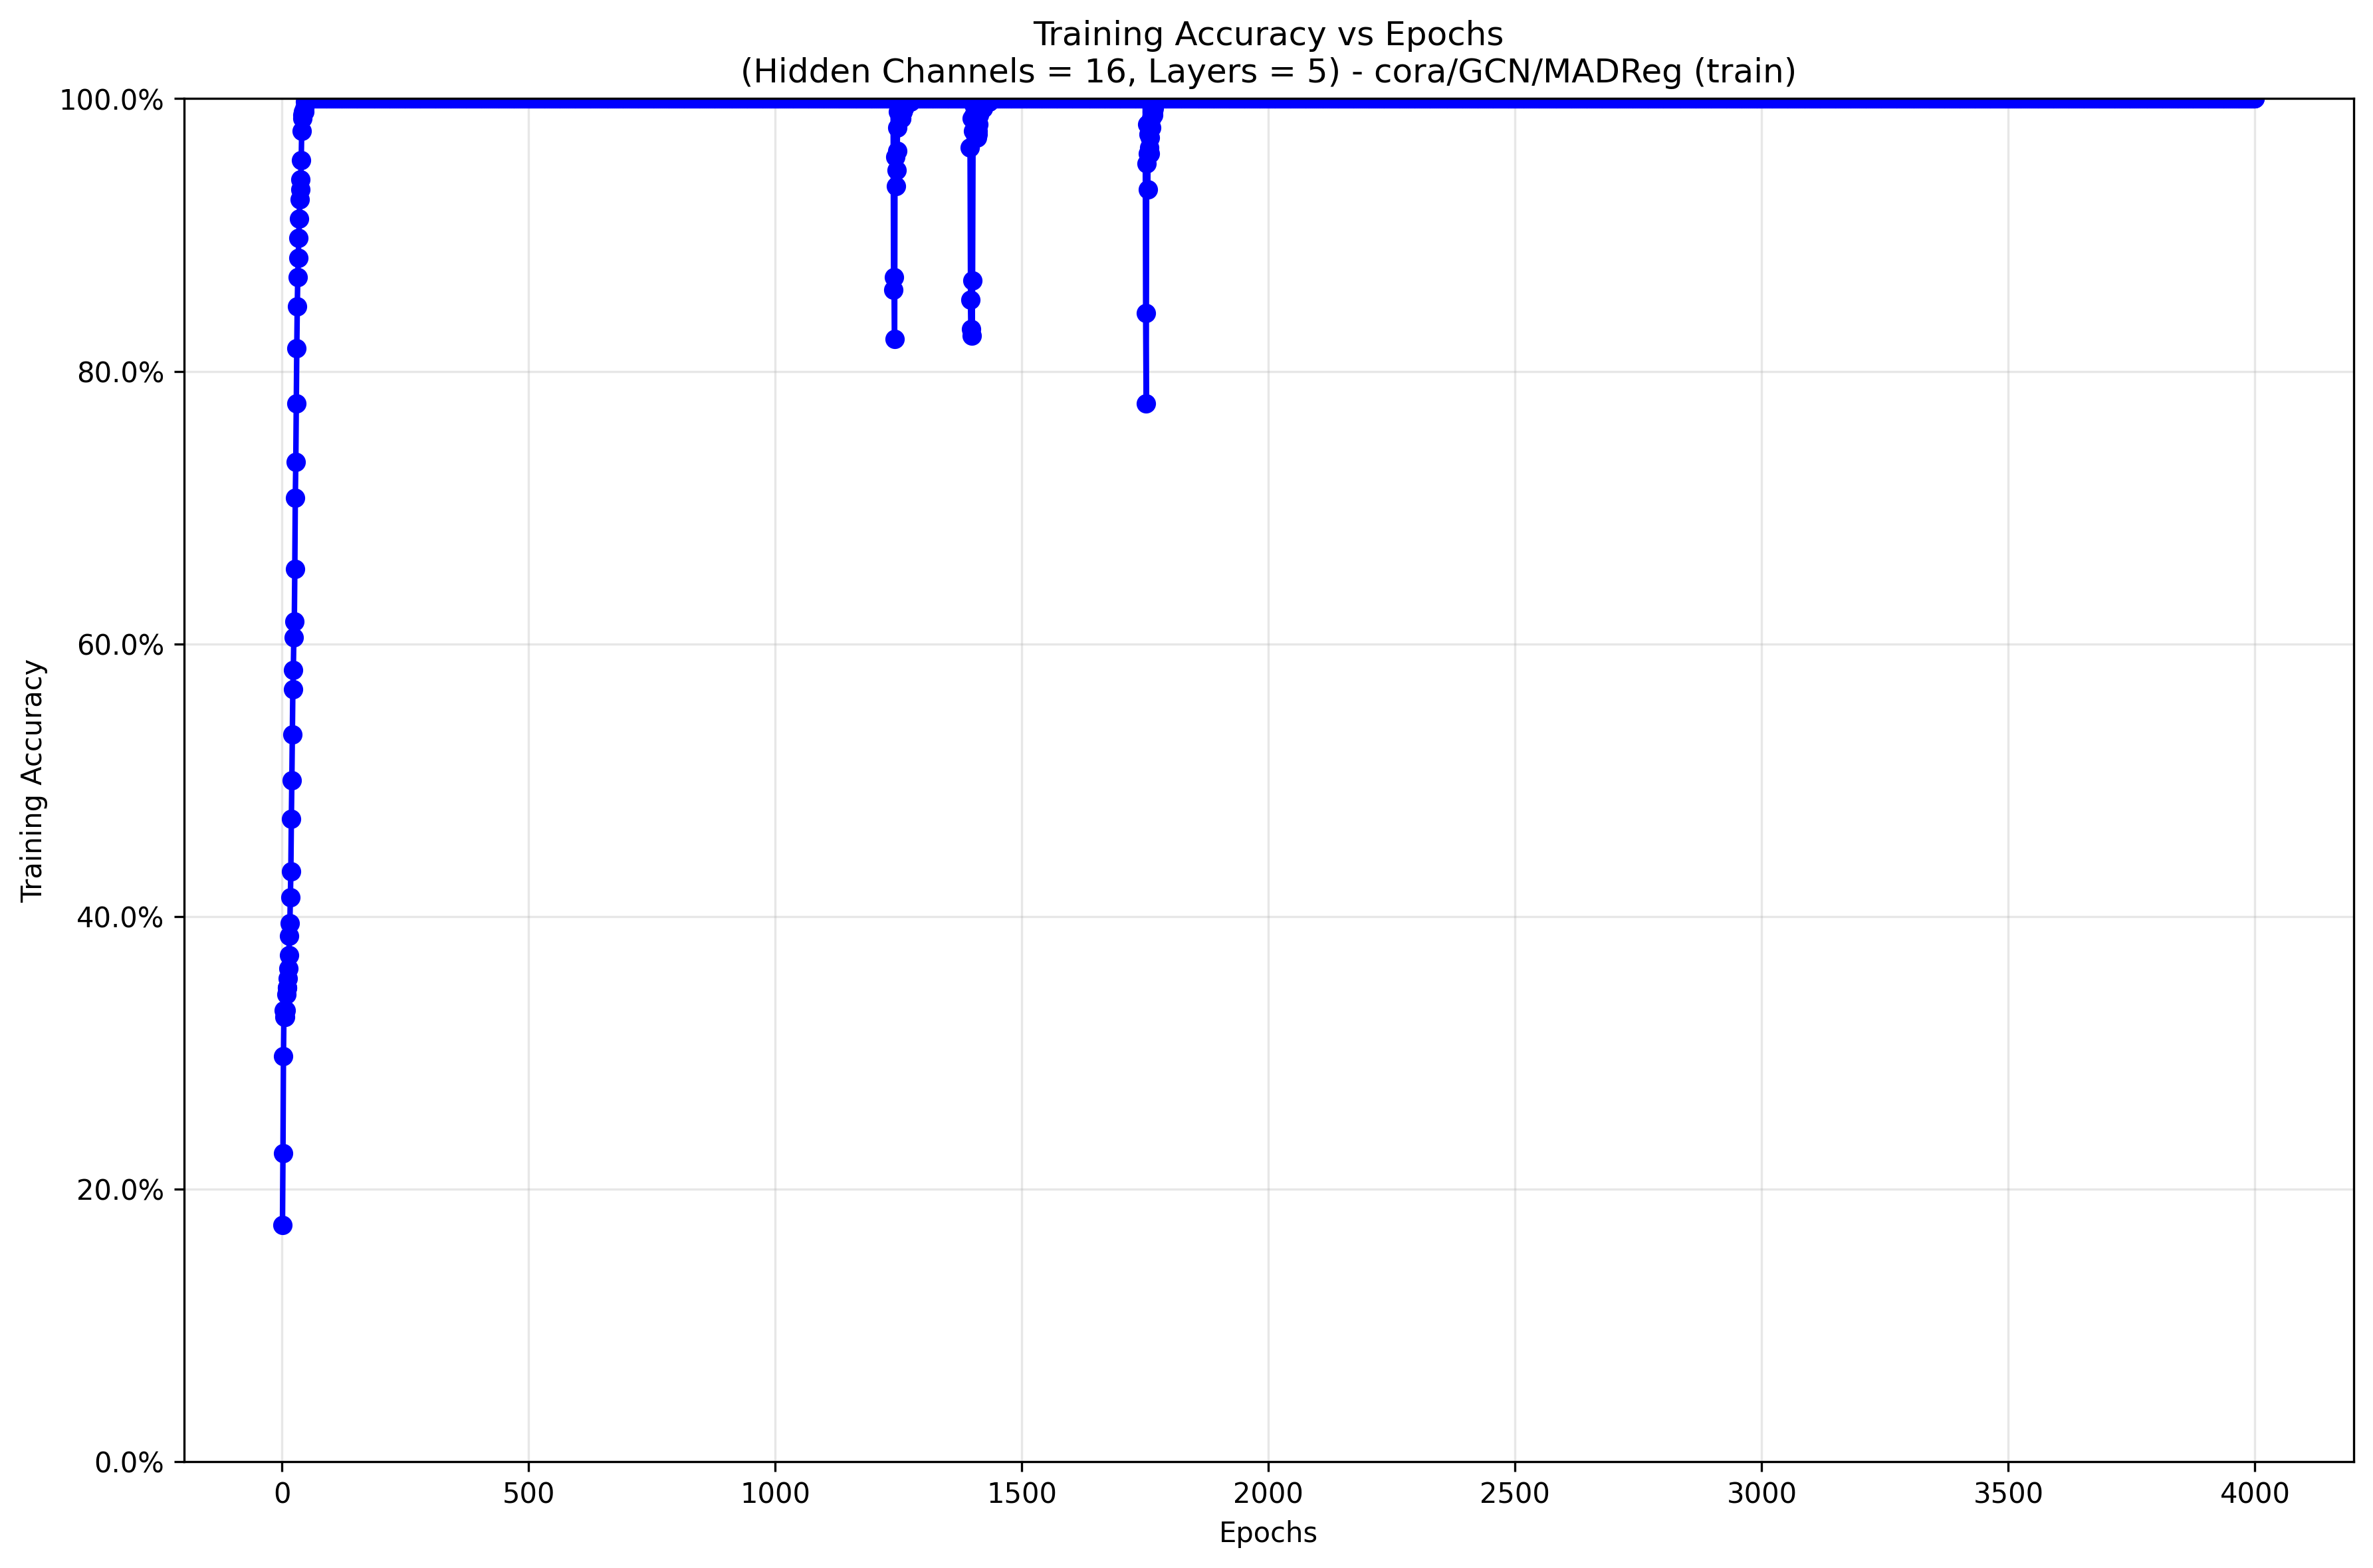 Training Accuracy vs Epochs
(Hidden Channels = 16, Layers = 5) - cora/GCN/MADReg (train)
100.0%
80.0%
60.0%
40.0%
20.0%
0.0%
Training Accuracy
0 500 1000 1500 2000 2500 3000 3500 4000
Epochs